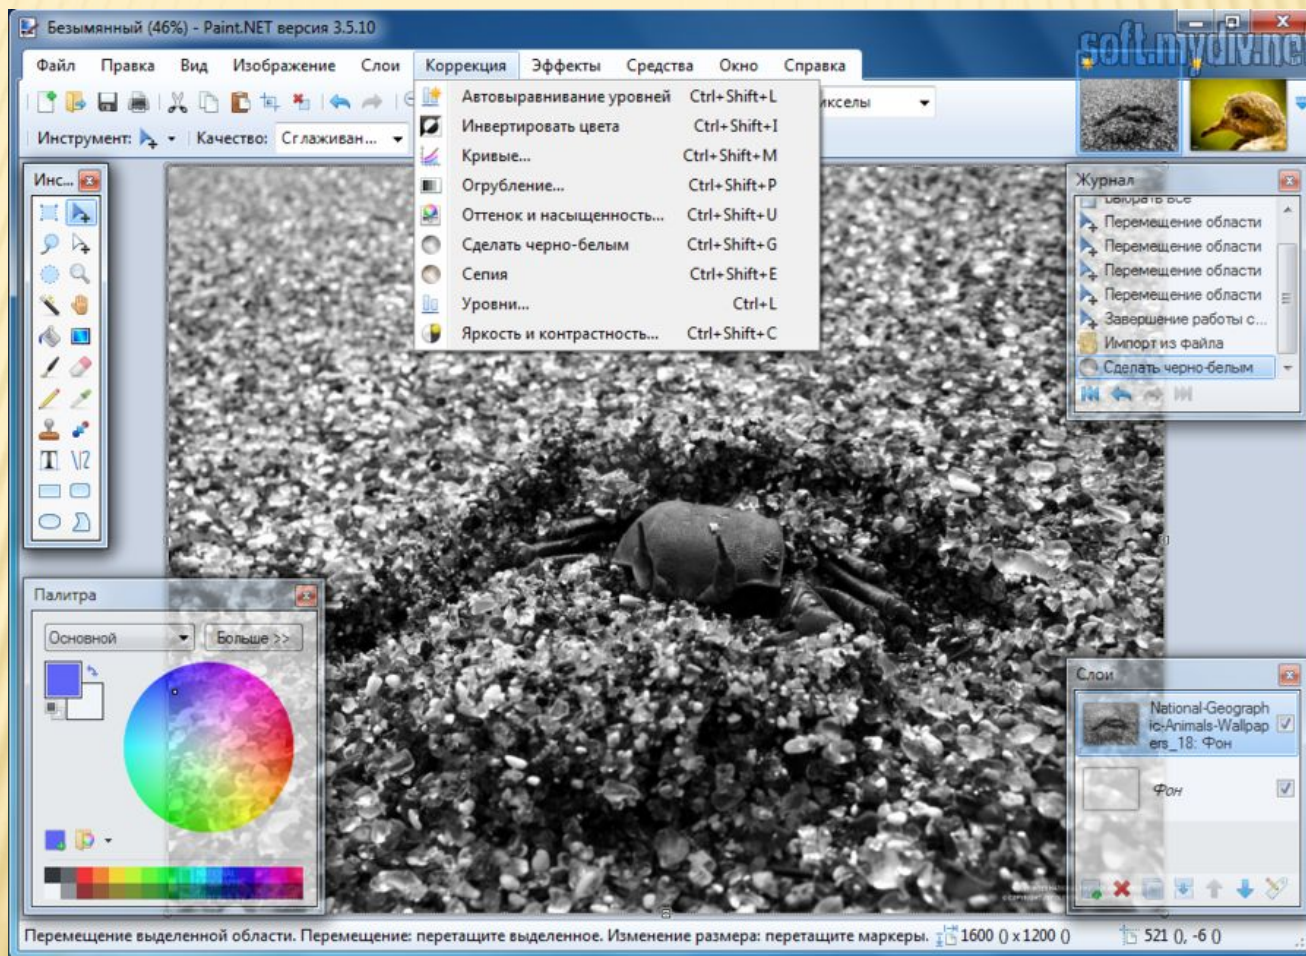 Безымянный (46%) - Paint.NET версия 3.5.10
soft.mydiv.net
Файл Правка Вид Изображение Слои Коррекция Эффекты Средства Окно Справка
Инструмент: Качество: Сглаживан...
Автовыравнивание уровней Ctrl+Shift+L
Инвертировать цвета Ctrl+Shift+I
Кривые... Ctrl+Shift+M
Огрубление... Ctrl+Shift+P
Оттенок и насыщенность... Ctrl+Shift+U
Сделать черно-белым Ctrl+Shift+G
Сепия Ctrl+Shift+E
Уровни... Ctrl+L
Яркость и контрастность... Ctrl+Shift+C
Инс...
Журнал
Выбрать все
Перемещение области
Перемещение области
Перемещение области
Перемещение области
Завершение работы с...
Импорт из файла
Сделать черно-белым
Палитра
Основной Больше >>
Слои
National-Geograph
ic-Animals-Wallpap
ers_18: Фон
Фон
Перемещение выделенной области. Перемещение: перетащите выделенное. Изменение размера: перетащите маркеры. 1600 () x 1200 () 521 (), -6 ()